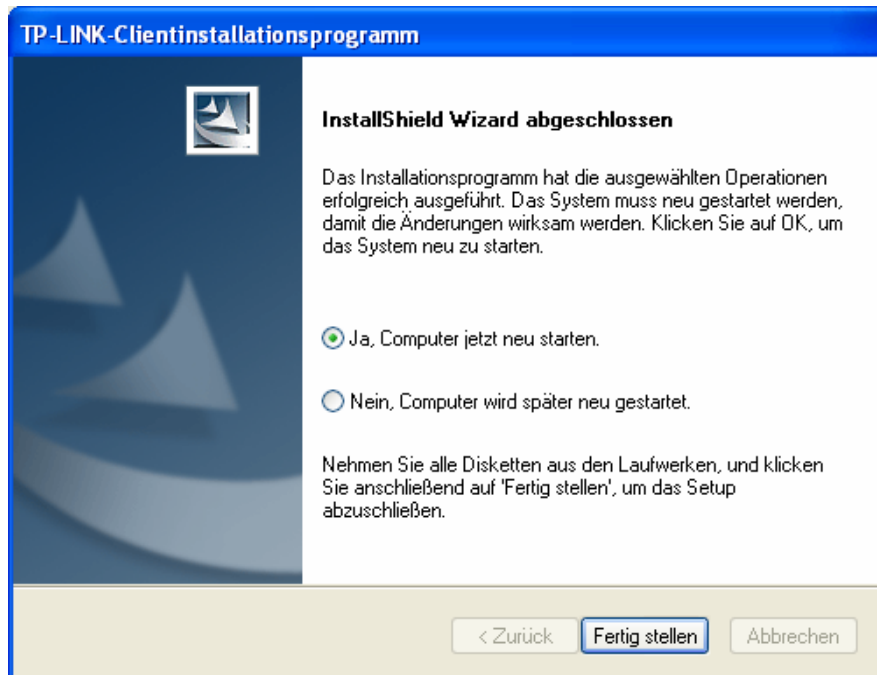 TP-LINK-Clientinstallationsprogramm
InstallShield Wizard abgeschlossen
Das Installationsprogramm hat die ausgewählten Operationen
erfolgreich ausgeführt. Das System muss neu gestartet werden,
damit die Änderungen wirksam werden. Klicken Sie auf OK, um
das System neu zu starten.
Ja, Computer jetzt neu starten.
Nein, Computer wird später neu gestartet.
Nehmen Sie alle Disketten aus den Laufwerken, und klicken
Sie anschließend auf 'Fertig stellen', um das Setup
abzuschließen.
< Zurück Fertig stellen Abbrechen